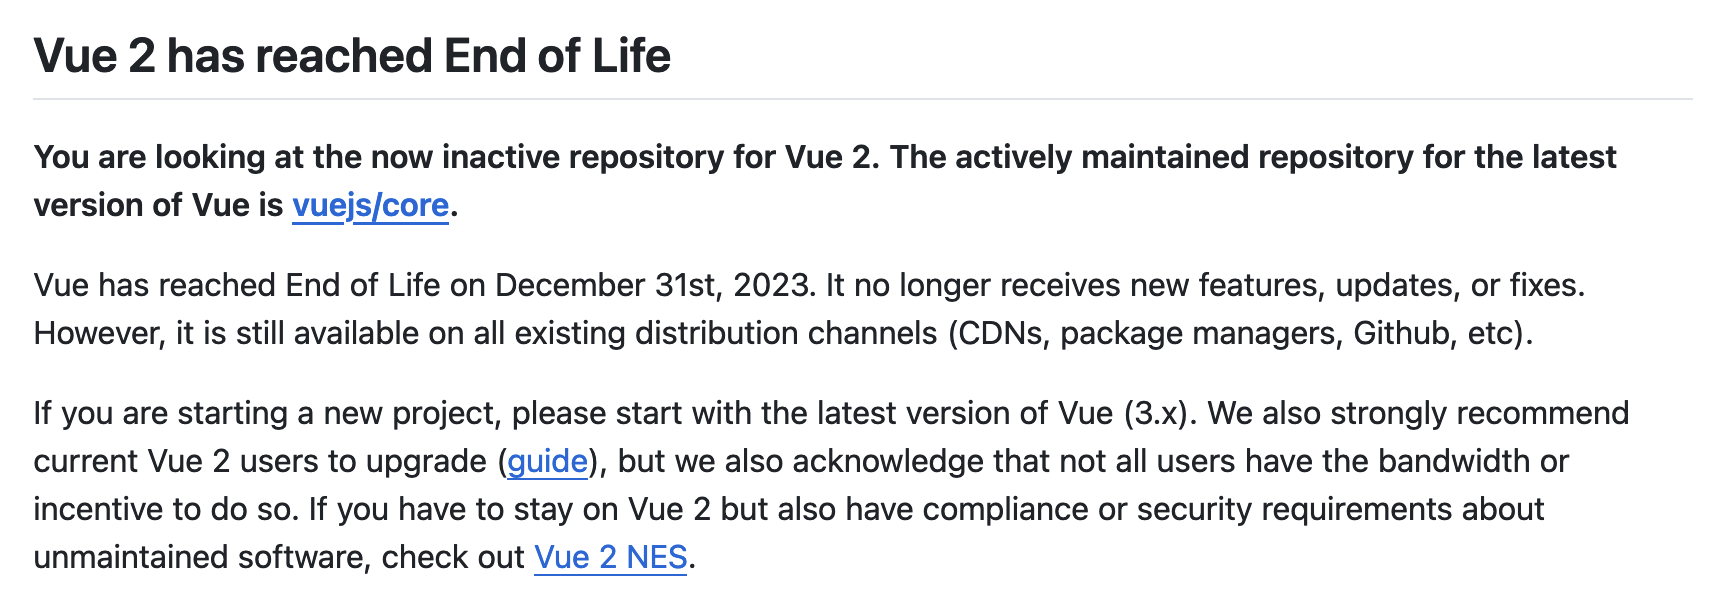 Vue 2 has reached End of Life
You are looking at the now inactive repository for Vue 2. The actively maintained repository for the latest
version of Vue is vuejs/core.
Vue has reached End of Life on December 31st, 2023. It no longer receives new features, updates, or fixes.
However, it is still available on all existing distribution channels (CDNs, package managers, Github, etc).
If you are starting a new project, please start with the latest version of Vue (3.x). We also strongly recommend
current Vue 2 users to upgrade (guide), but we also acknowledge that not all users have the bandwidth or
incentive to do so. If you have to stay on Vue 2 but also have compliance or security requirements about
unmaintained software, check out Vue 2 NES.